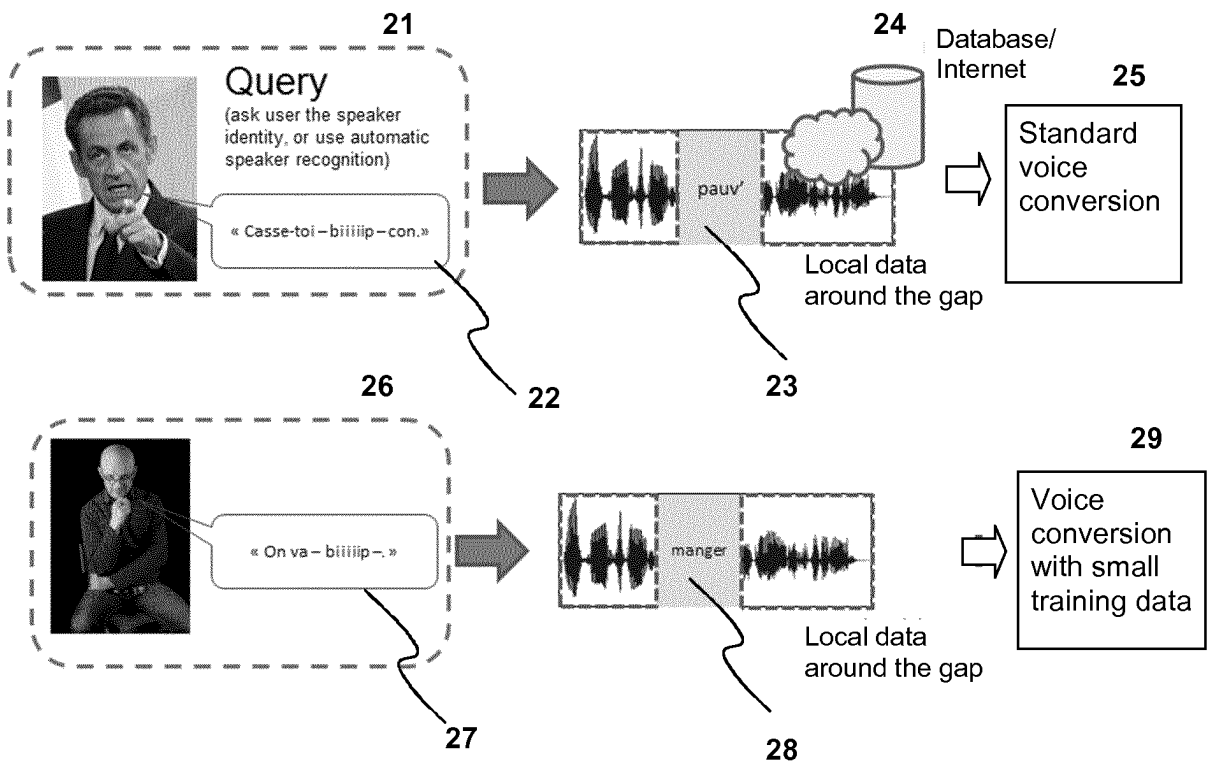 21
Query
(ask user the speaker
identity, or use automatic
speaker recognition)
« Casse-toi – biiiiip – con.»
22
24
Database/
Internet
pauv'
Local data
around the gap
23
25
Standard
voice
conversion
26
« On va – biiiiip –. »
27
manger
Local data
around the gap
28
29
Voice
conversion
with small
training data